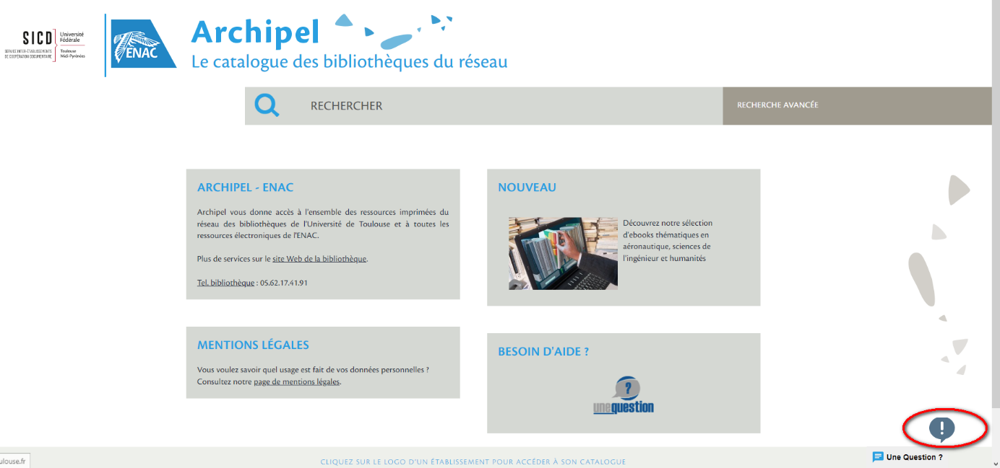 SICD
Université
Fédérale
SERVICE INTER-ÉTABLISSEMENTS
DE COOPÉRATION DOCUMENTAIRE
Toulouse
Midi-Pyrénées
ENAC
Archipel
Le catalogue des bibliothèques du réseau
RECHERCHER
RECHERCHE AVANCÉE
ARCHIPEL - ENAC
Archipel vous donne accès à l'ensemble des ressources imprimées du
réseau des bibliothèques de l'Université de Toulouse et à toutes les
ressources électroniques de l'ENAC.
Plus de services sur le site Web de la bibliothèque.
Tel. bibliothèque : 05.62.17.41.91
NOUVEAU
Découvrez notre sélection
d'ebooks thématiques en
aéronautique, sciences de
l'ingénieur et humanités
MENTIONS LÉGALES
Vous voulez savoir quel usage est fait de vos données personnelles ?
Consultez notre page de mentions légales.
BESOIN D'AIDE ?
?
unequestion
!
ulouse.fr
CLIQUEZ SUR LE LOGO D'UN ÉTABLISSEMENT POUR ACCÉDER À SON CATALOGUE
Une Question ?